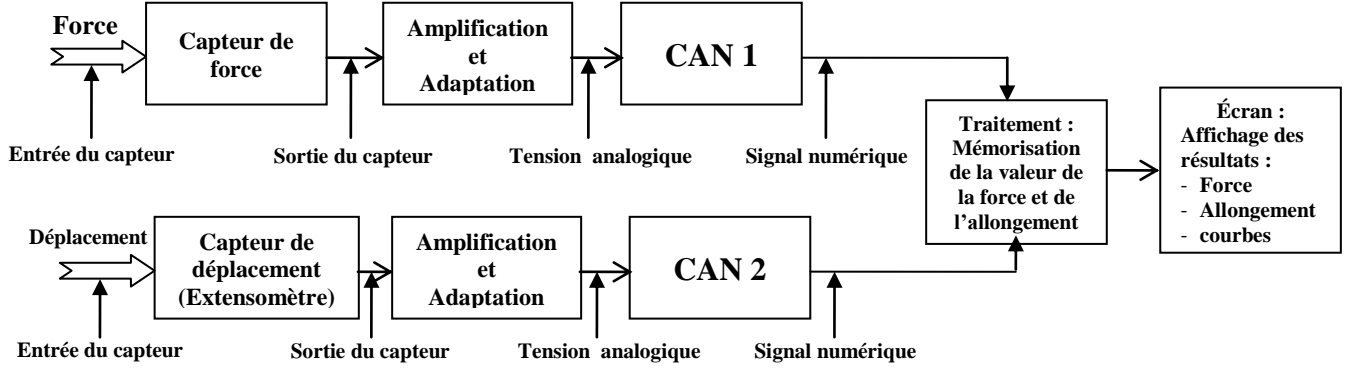 Force
Capteur de
force
Amplification
et
Adaptation
CAN 1
Entrée du capteur
Sortie du capteur
Tension analogique
Signal numérique
Traitement :
Mémorisation
de la valeur de
la force et de
l’allongement
Écran :
Affichage des
résultats :
- Force
- Allongement
- courbes
Déplacement
Capteur de
déplacement
(Extensomètre)
Amplification
et
Adaptation
CAN 2
Entrée du capteur
Sortie du capteur
Tension analogique
Signal numérique